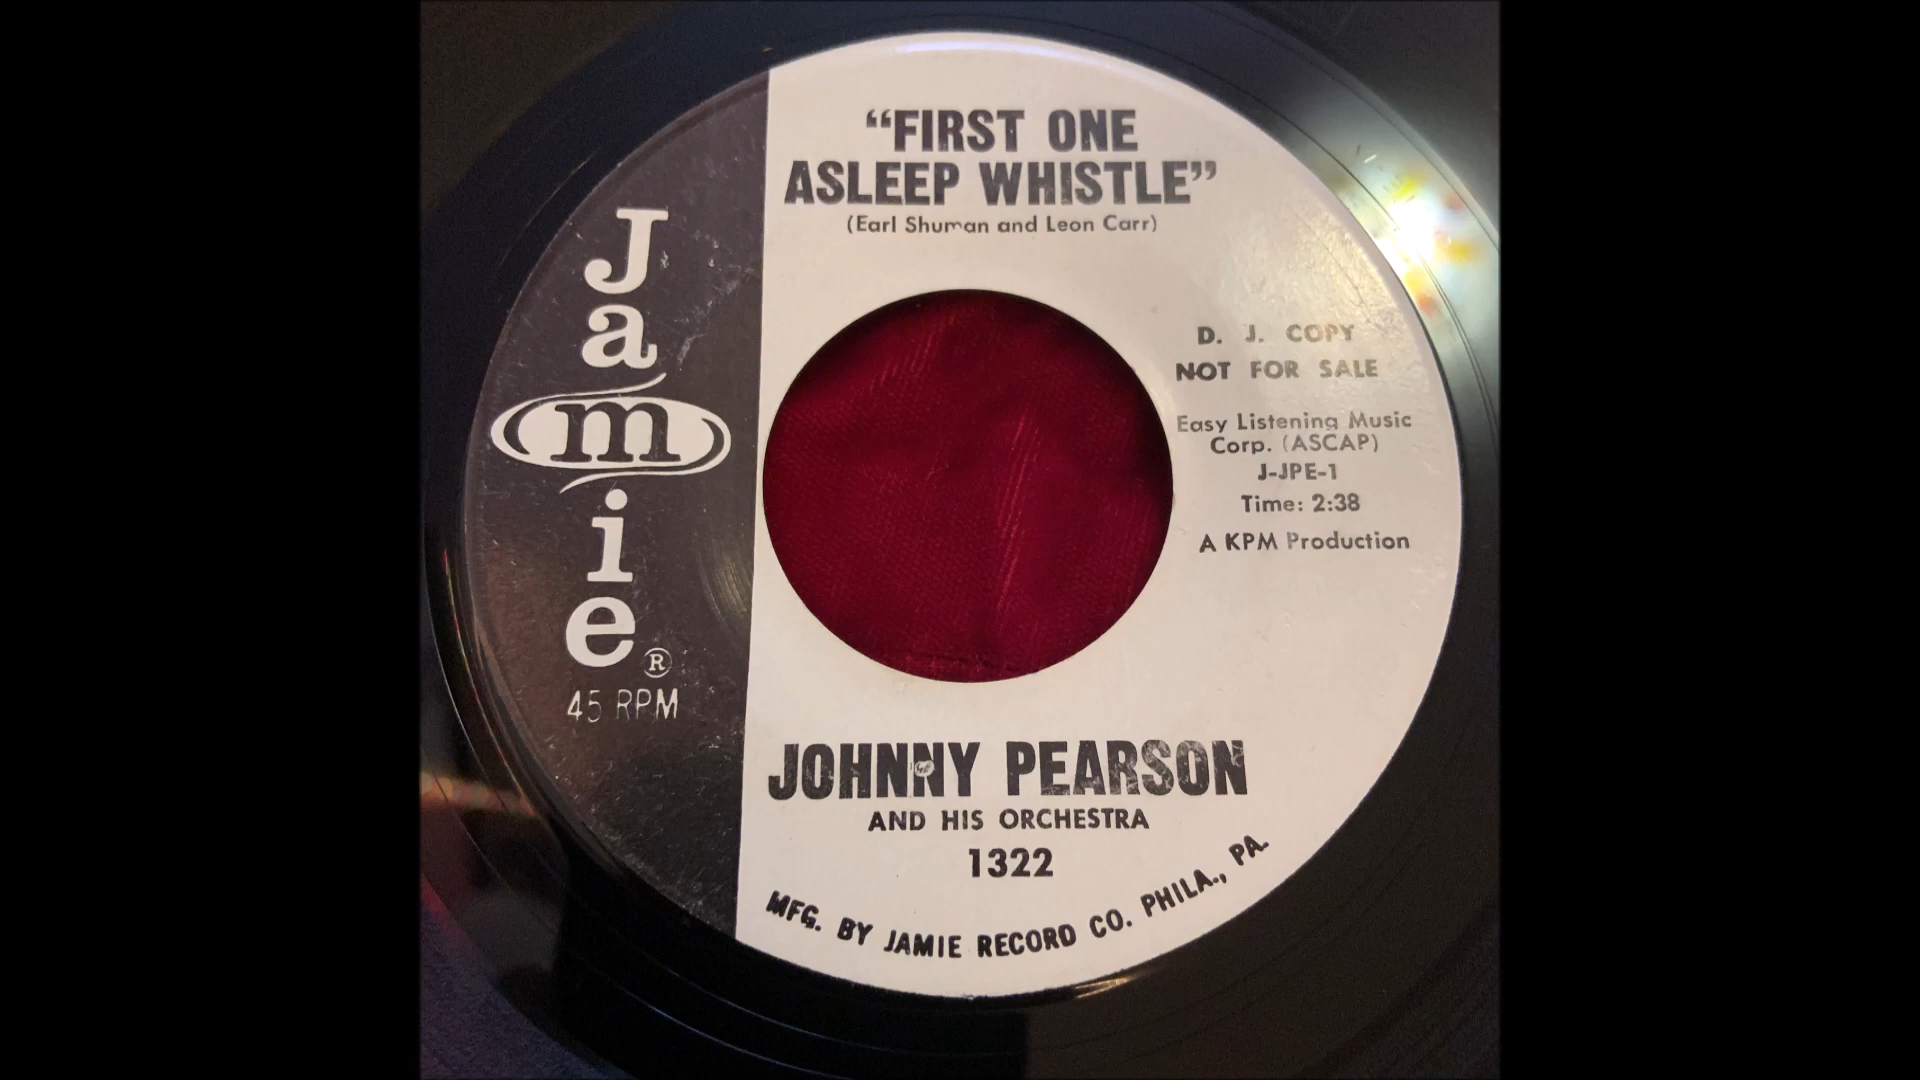 “FIRST ONE
ASLEEP WHISTLE”
(Earl Shuman and Leon Carr)
Jamie®
45 RPM
D. J. COPY
NOT FOR SALE
Easy Listening Music
Corp. (ASCAP)
J-JPE-1
Time: 2:38
A KPM Production
JOHNNY PEARSON
AND HIS ORCHESTRA
1322
MFG. BY JAMIE RECORD CO. PHILA., PA.